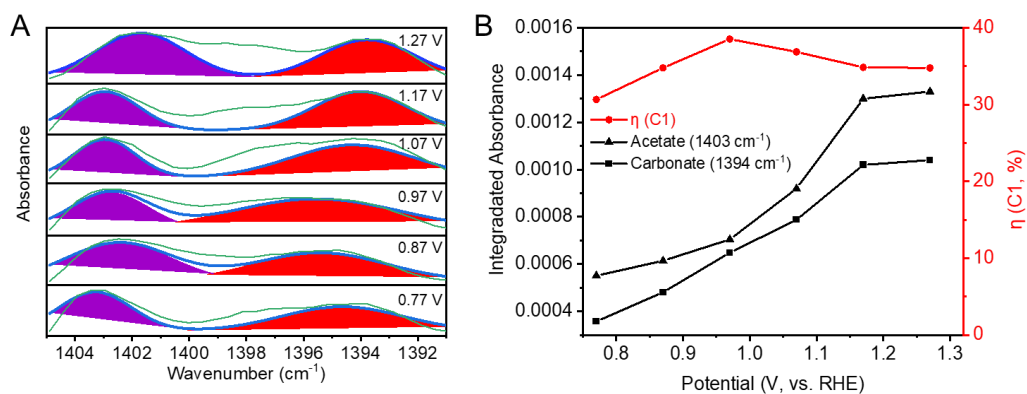 A
1.27 V
1.17 V
1.07 V
0.97 V
0.87 V
0.77 V
Absorbance
1404 1402 1400 1398 1396 1394 1392
Wavenumber (cm⁻¹)
B
0.0016
0.0014
0.0012
0.0010
0.0008
0.0006
0.0004
Integradated Absorbance
η (C1)
Acetate (1403 cm⁻¹)
Carbonate (1394 cm⁻¹)
40
30
20
10
0
η (C1, %)
0.8 0.9 1.0 1.1 1.2 1.3
Potential (V, vs. RHE)